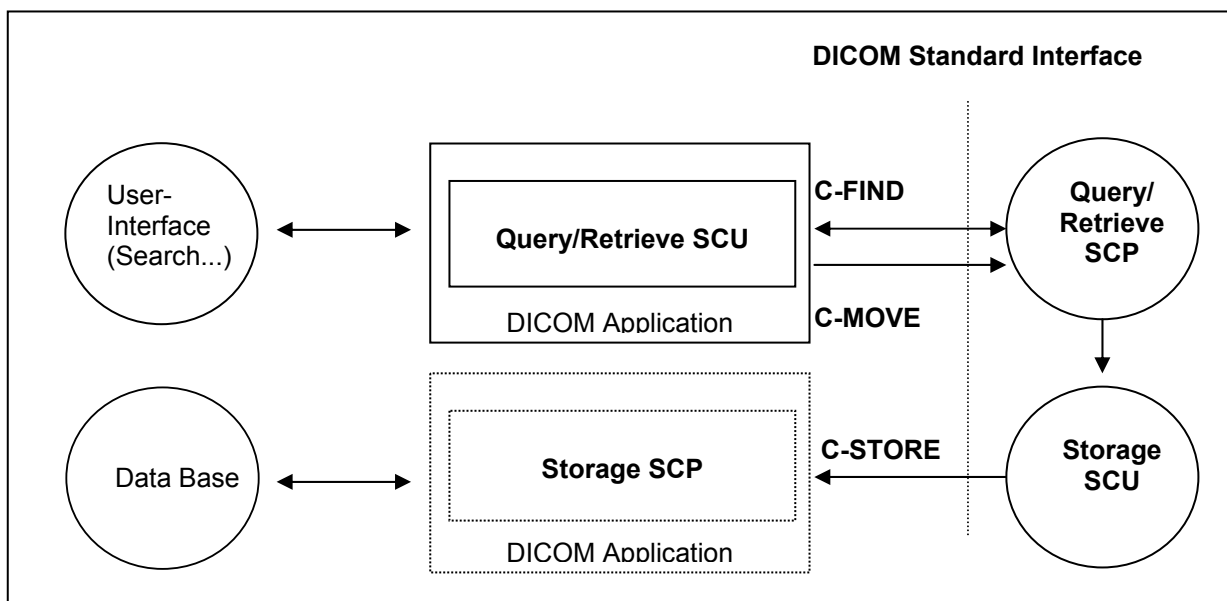 DICOM Standard Interface
User-
Interface
(Search...)
Query/Retrieve SCU
DICOM Application
C-FIND
C-MOVE
Query/
Retrieve
SCP
Data Base
Storage SCP
DICOM Application
C-STORE
Storage
SCU